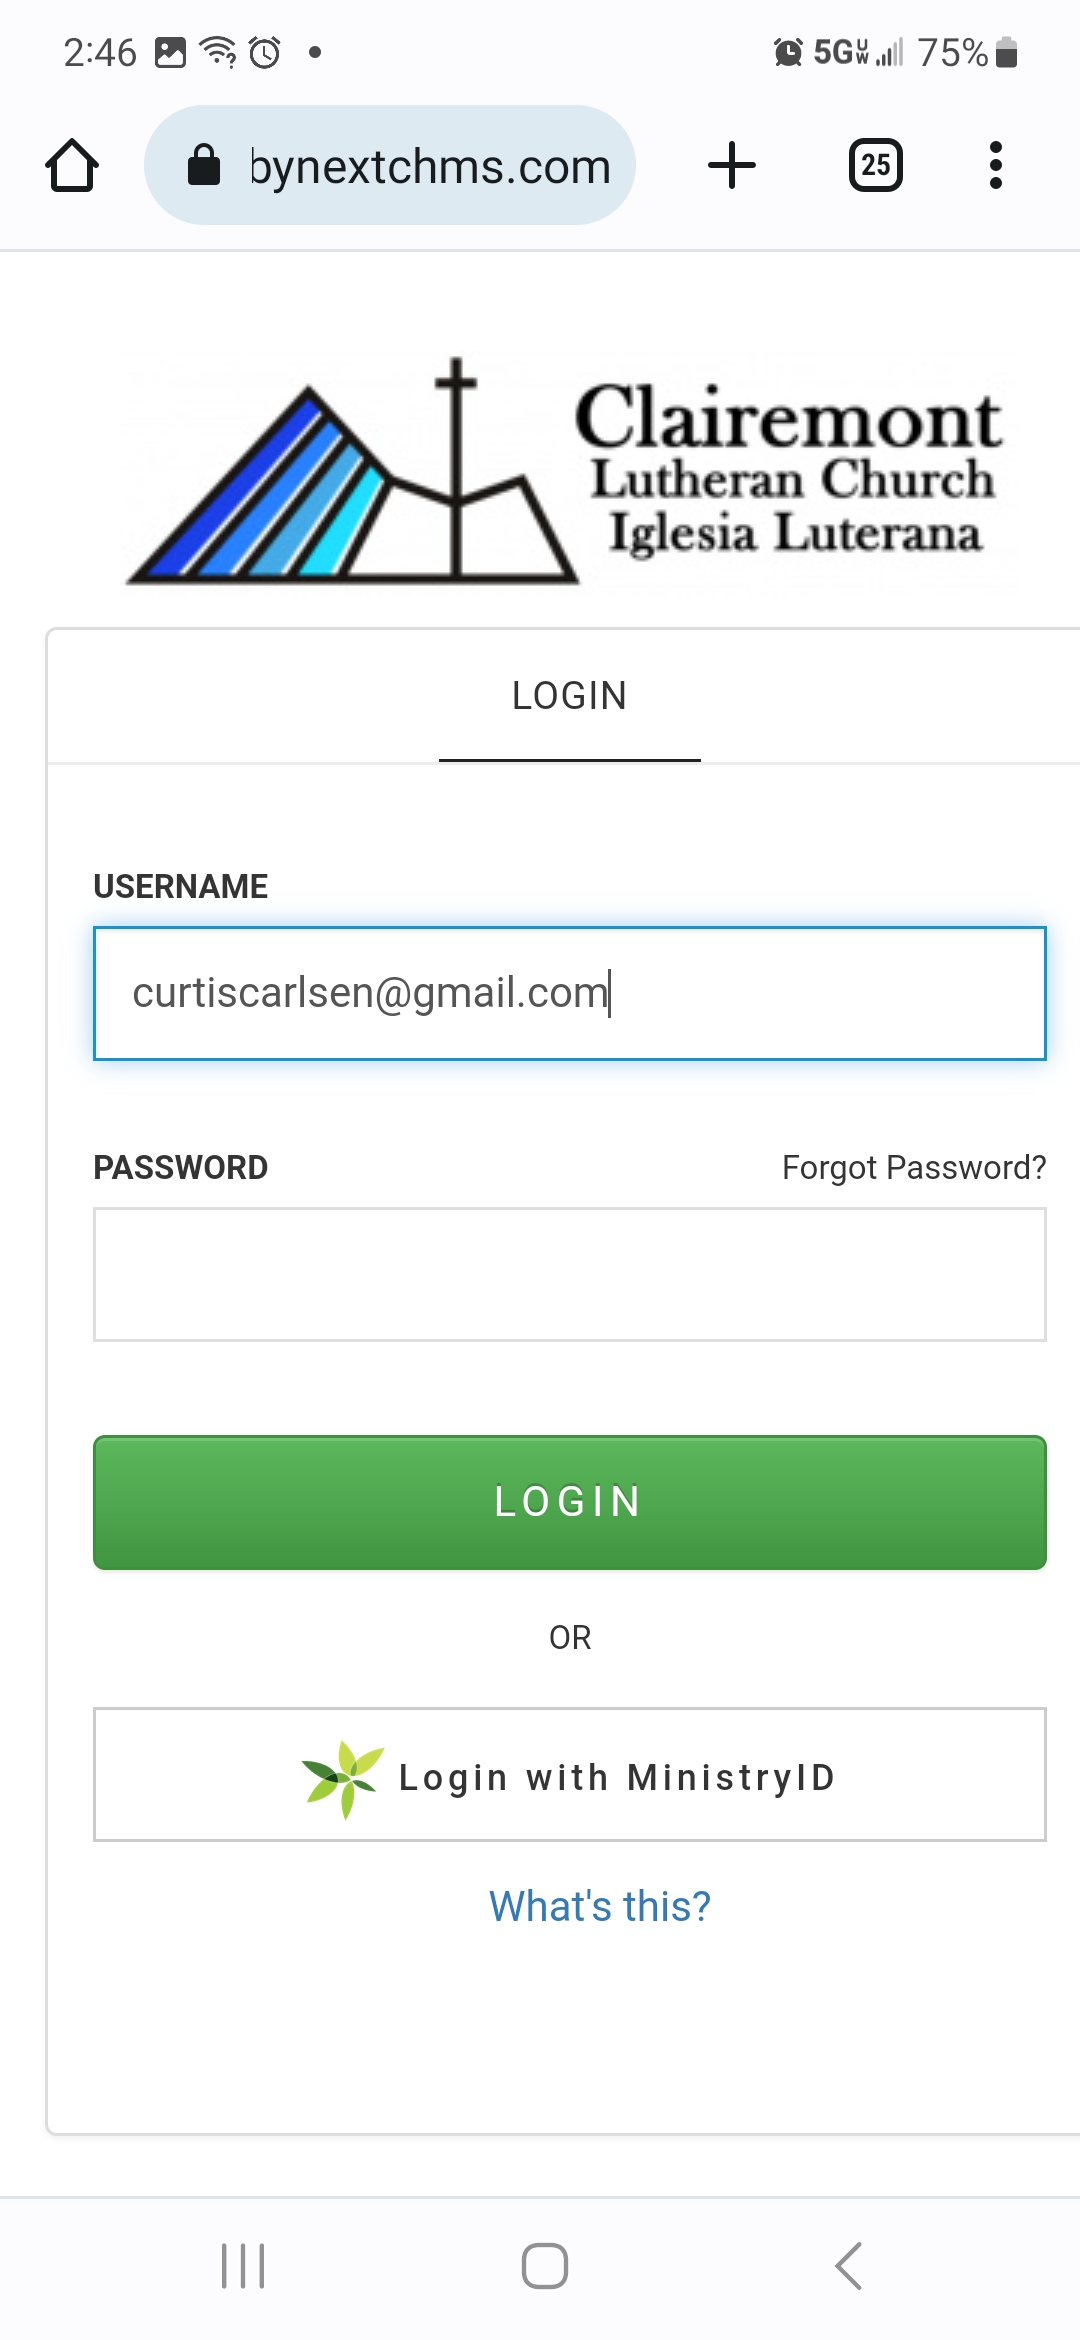 2:46
5G UW 75%
bynextchms.com
25
Clairemont
Lutheran Church
Iglesia Luterana
LOGIN
USERNAME
curtiscarlsen@gmail.com
PASSWORD Forgot Password?
LOGIN
OR
Login with MinistryID
What's this?